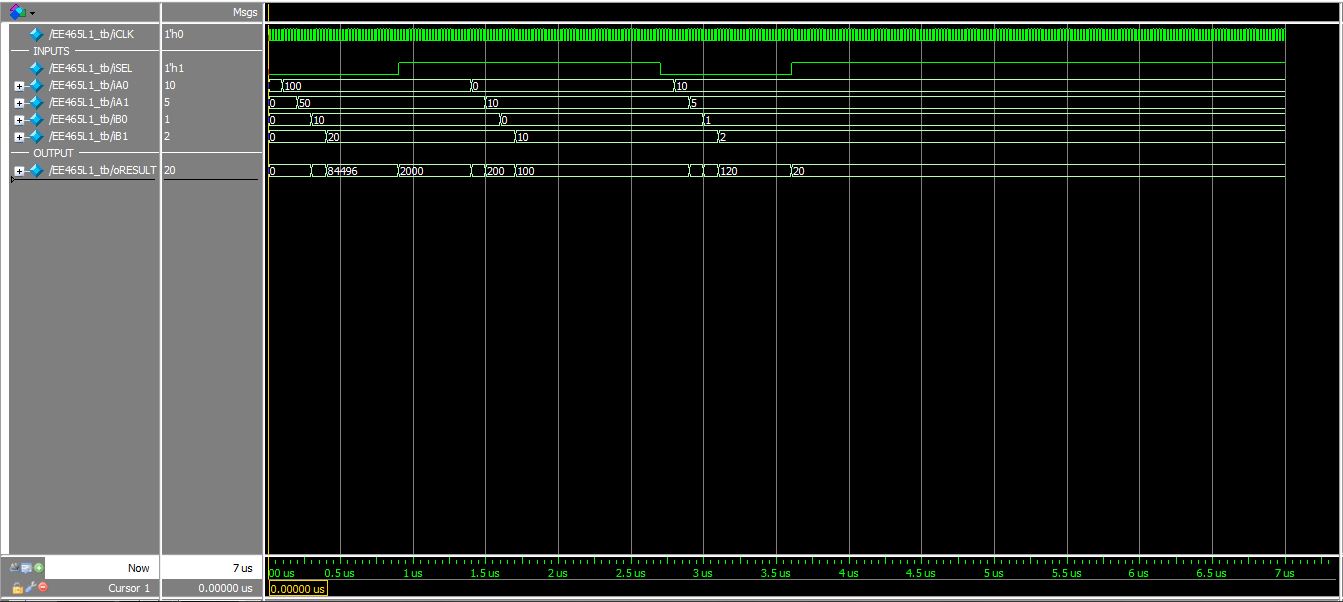 Msgs
/EE465L1_tb/iCLK 1'h0
INPUTS
/EE465L1_tb/iSEL 1'h1
/EE465L1_tb/iA0 10 100 0 10
/EE465L1_tb/iA1 5 0 50 10 5
/EE465L1_tb/iB0 1 0 10 0 1
/EE465L1_tb/iB1 2 0 20 10 2
OUTPUT
/EE465L1_tb/oRESULT 20 0 84496 2000 200 100 120 20
Now 7 us 00 us 0.5 us 1 us 1.5 us 2 us 2.5 us 3 us 3.5 us 4 us 4.5 us 5 us 5.5 us 6 us 6.5 us 7 us
Cursor 1 0.00000 us 0.00000 us